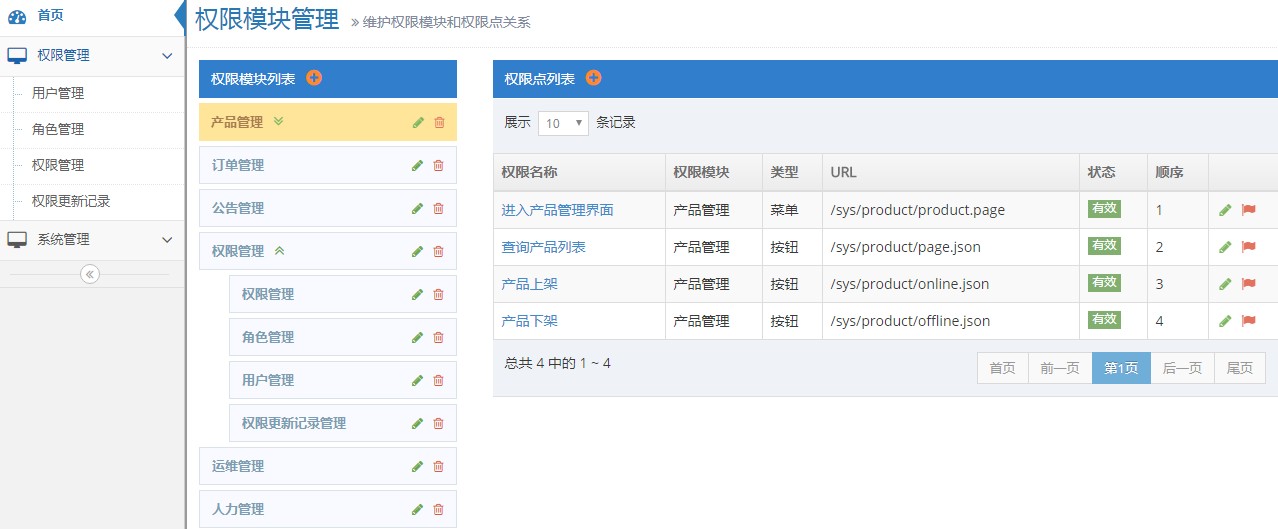 首页
权限管理
用户管理
角色管理
权限管理
权限更新记录
系统管理
权限模块管理 » 维护权限模块和权限点关系
权限模块列表
产品管理
订单管理
公告管理
权限管理
权限管理
角色管理
用户管理
权限更新记录管理
运维管理
人力管理
权限点列表
展示 10 条记录
权限名称 权限模块 类型 URL 状态 顺序
进入产品管理界面 产品管理 菜单 /sys/product/product.page 有效 1
查询产品列表 产品管理 按钮 /sys/product/page.json 有效 2
产品上架 产品管理 按钮 /sys/product/online.json 有效 3
产品下架 产品管理 按钮 /sys/product/offline.json 有效 4
总共 4 中的 1 ~ 4
首页 前一页 第1页 后一页 尾页